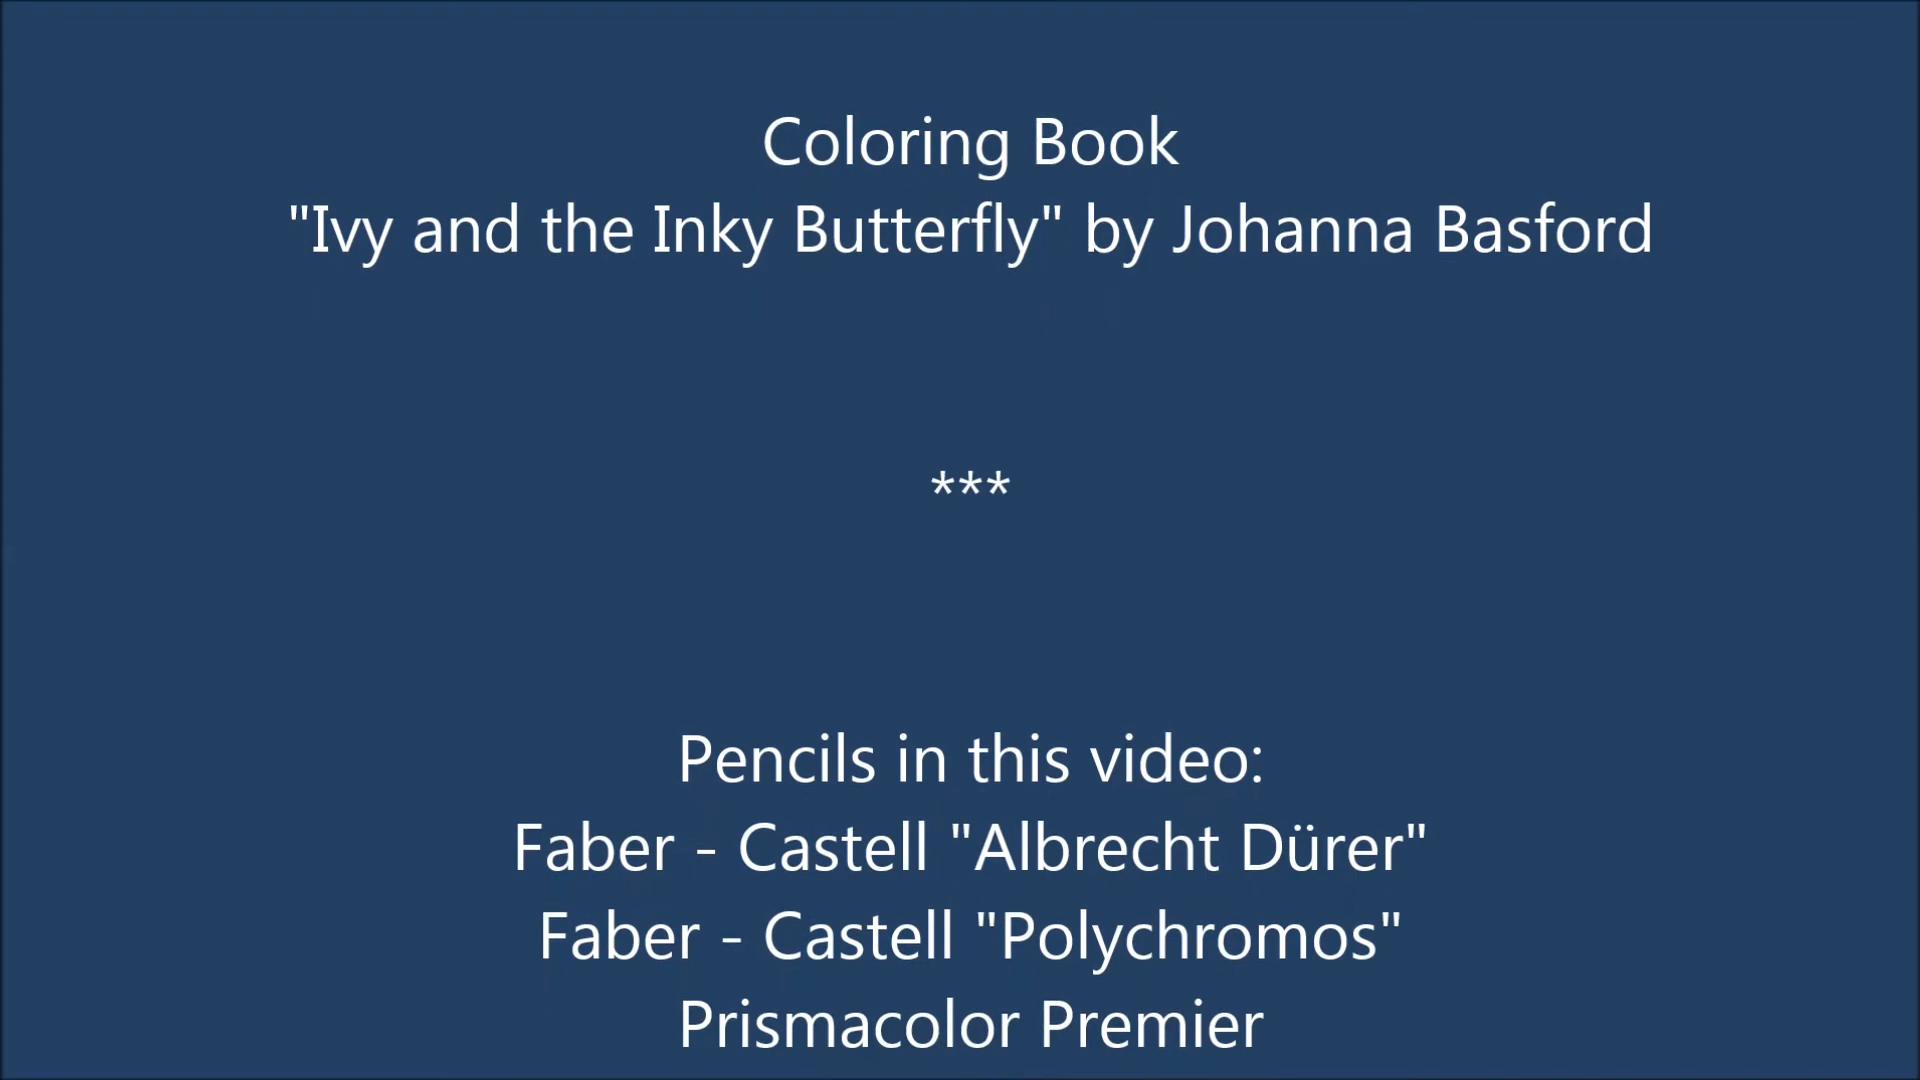 Coloring Book
"Ivy and the Inky Butterfly" by Johanna Basford
***
Pencils in this video:
Faber - Castell "Albrecht Dürer"
Faber - Castell "Polychromos"
Prismacolor Premier